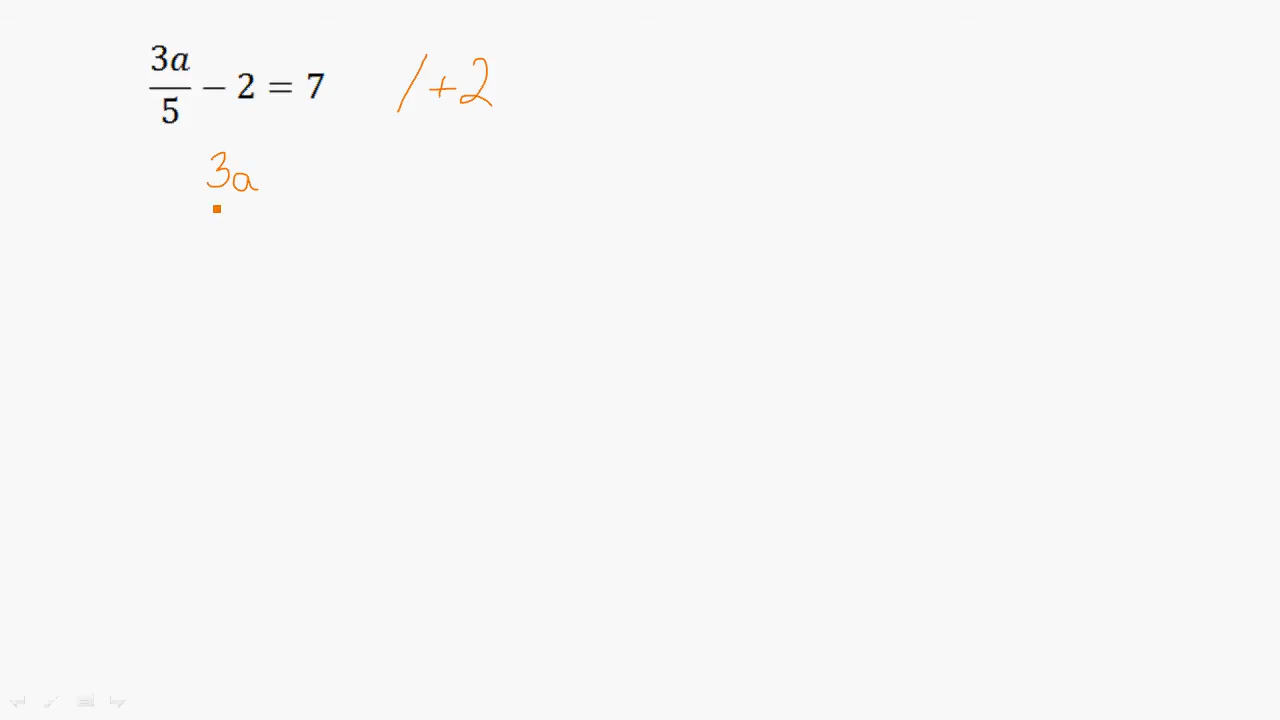 3a/5 − 2 = 7 / +2
3a